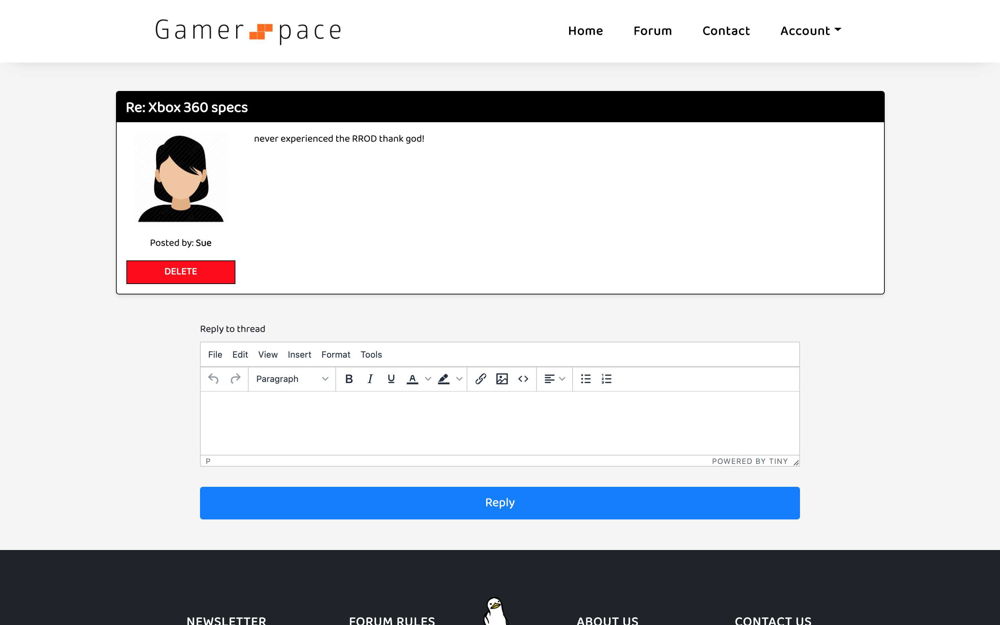 Gamer pace
Home Forum Contact Account
Re: Xbox 360 specs
never experienced the RROD thank god!
Posted by: Sue
DELETE
Reply to thread
File Edit View Insert Format Tools
Paragraph B I U A
P POWERED BY TINY
Reply
NEWSLETTER FORUM RULES ABOUT US CONTACT US